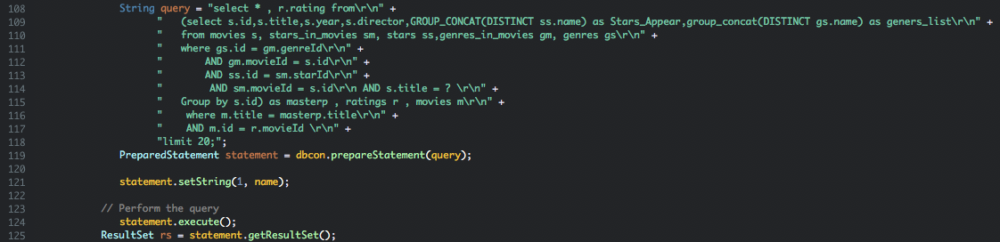 108 String query = "select * , r.rating from\r\n" +
109 "   (select s.id,s.title,s.year,s.director,GROUP_CONCAT(DISTINCT ss.name) as Stars_Appear,group_concat(DISTINCT gs.name) as geners_list\r\n" +
110 "   from movies s, stars_in_movies sm, stars ss,genres_in_movies gm, genres gs\r\n" +
111 "   where gs.id = gm.genreId\r\n" +
112 "       AND gm.movieId = s.id\r\n" +
113 "       AND ss.id = sm.starId\r\n" +
114 "        AND sm.movieId = s.id\r\n AND s.title = ? \r\n" +
115 "   Group by s.id) as masterp , ratings r , movies m\r\n" +
116 "    where m.title = masterp.title\r\n" +
117 "    AND m.id = r.movieId \r\n" +
118 "limit 20;";
119 PreparedStatement statement = dbcon.prepareStatement(query);
120
121 statement.setString(1, name);
122
123 // Perform the query
124 statement.execute();
125 ResultSet rs = statement.getResultSet();